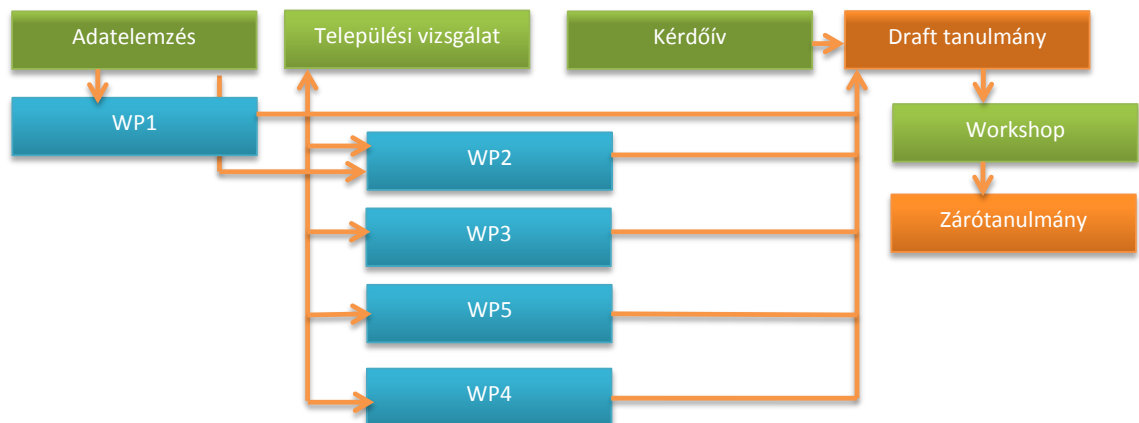 Adatelemzés
Települési vizsgálat
Kérdőív
Draft tanulmány
WP1
Workshop
WP2
Zárótanulmány
WP3
WP5
WP4